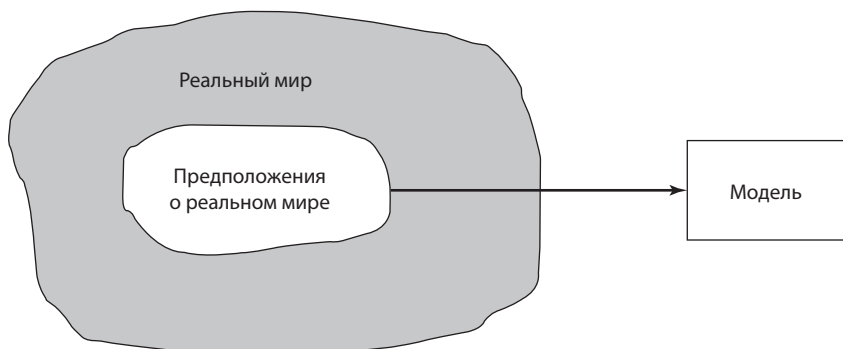 Реальный мир
Предположения
о реальном мире
Модель